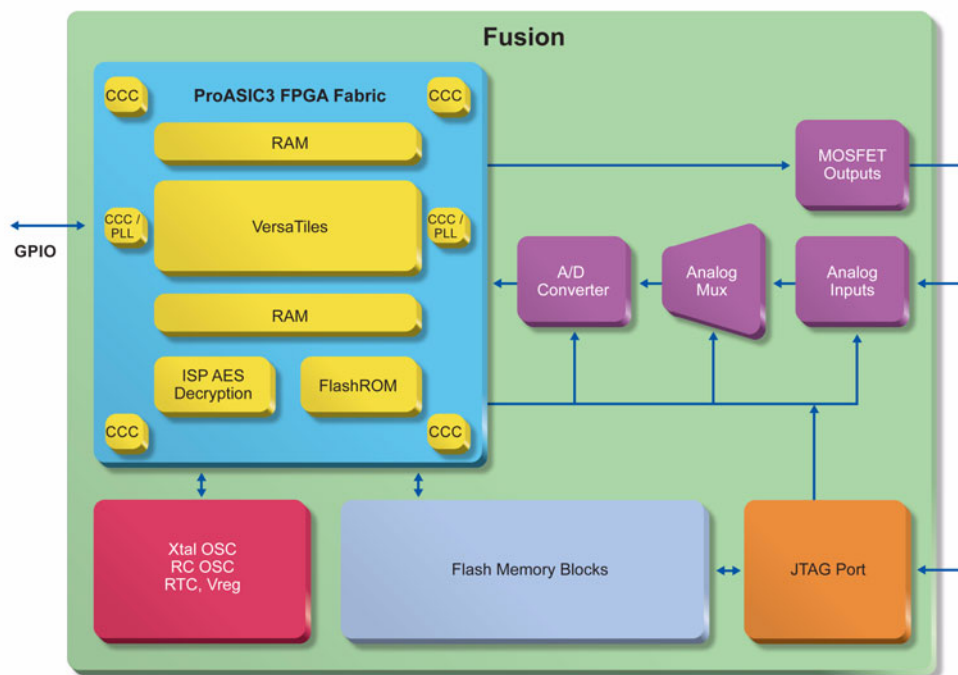 Fusion
ProASIC3 FPGA Fabric
CCC
CCC
RAM
MOSFET
Outputs
CCC /
PLL
VersaTiles
CCC /
PLL
GPIO
A/D
Converter
Analog
Mux
Analog
Inputs
RAM
ISP AES
Decryption
FlashROM
CCC
CCC
Xtal OSC
RC OSC
RTC, Vreg
Flash Memory Blocks
JTAG Port